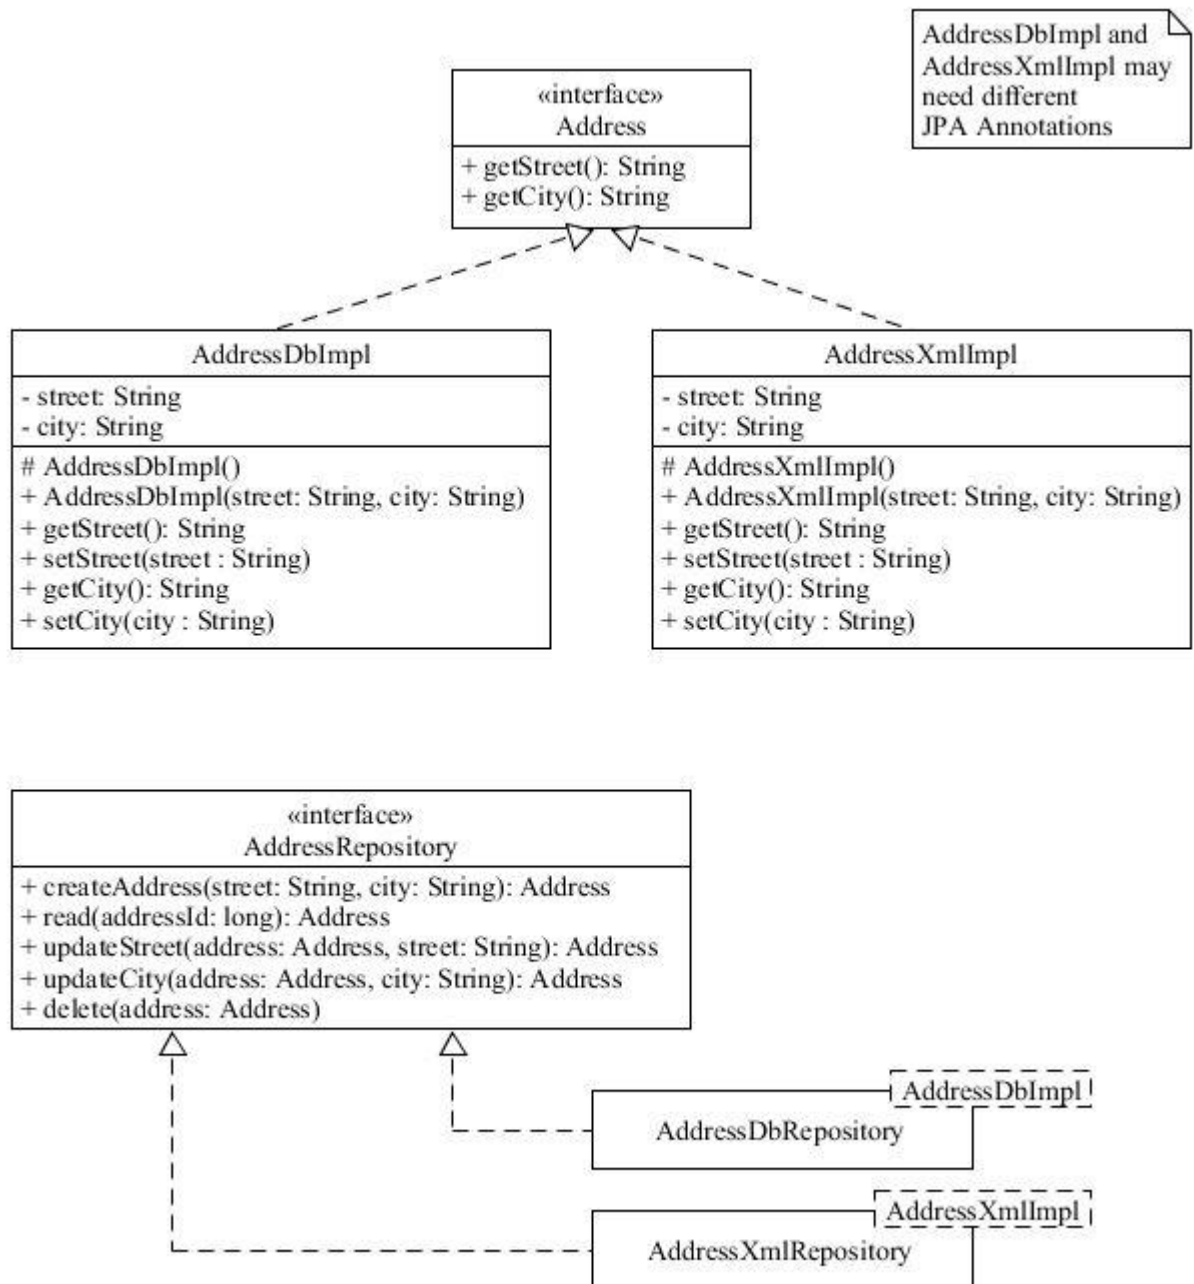 AddressDbImpl and
AddressXmlImpl may
need different
JPA Annotations
«interface»
Address
+ getStreet(): String
+ getCity(): String
AddressDbImpl
- street: String
- city: String
# AddressDbImpl()
+ AddressDbImpl(street: String, city: String)
+ getStreet(): String
+ setStreet(street : String)
+ getCity(): String
+ setCity(city : String)
AddressXmlImpl
- street: String
- city: String
# AddressXmlImpl()
+ AddressXmlImpl(street: String, city: String)
+ getStreet(): String
+ setStreet(street : String)
+ getCity(): String
+ setCity(city : String)
«interface»
AddressRepository
+ createAddress(street: String, city: String): Address
+ read(addressId: long): Address
+ updateStreet(address: Address, street: String): Address
+ updateCity(address: Address, city: String): Address
+ delete(address: Address)
AddressDbImpl
AddressDbRepository
AddressXmlImpl
AddressXmlRepository